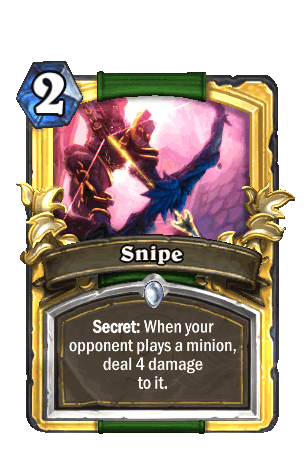 2
Snipe
Secret: When your
opponent plays a minion,
deal 4 damage
to it.